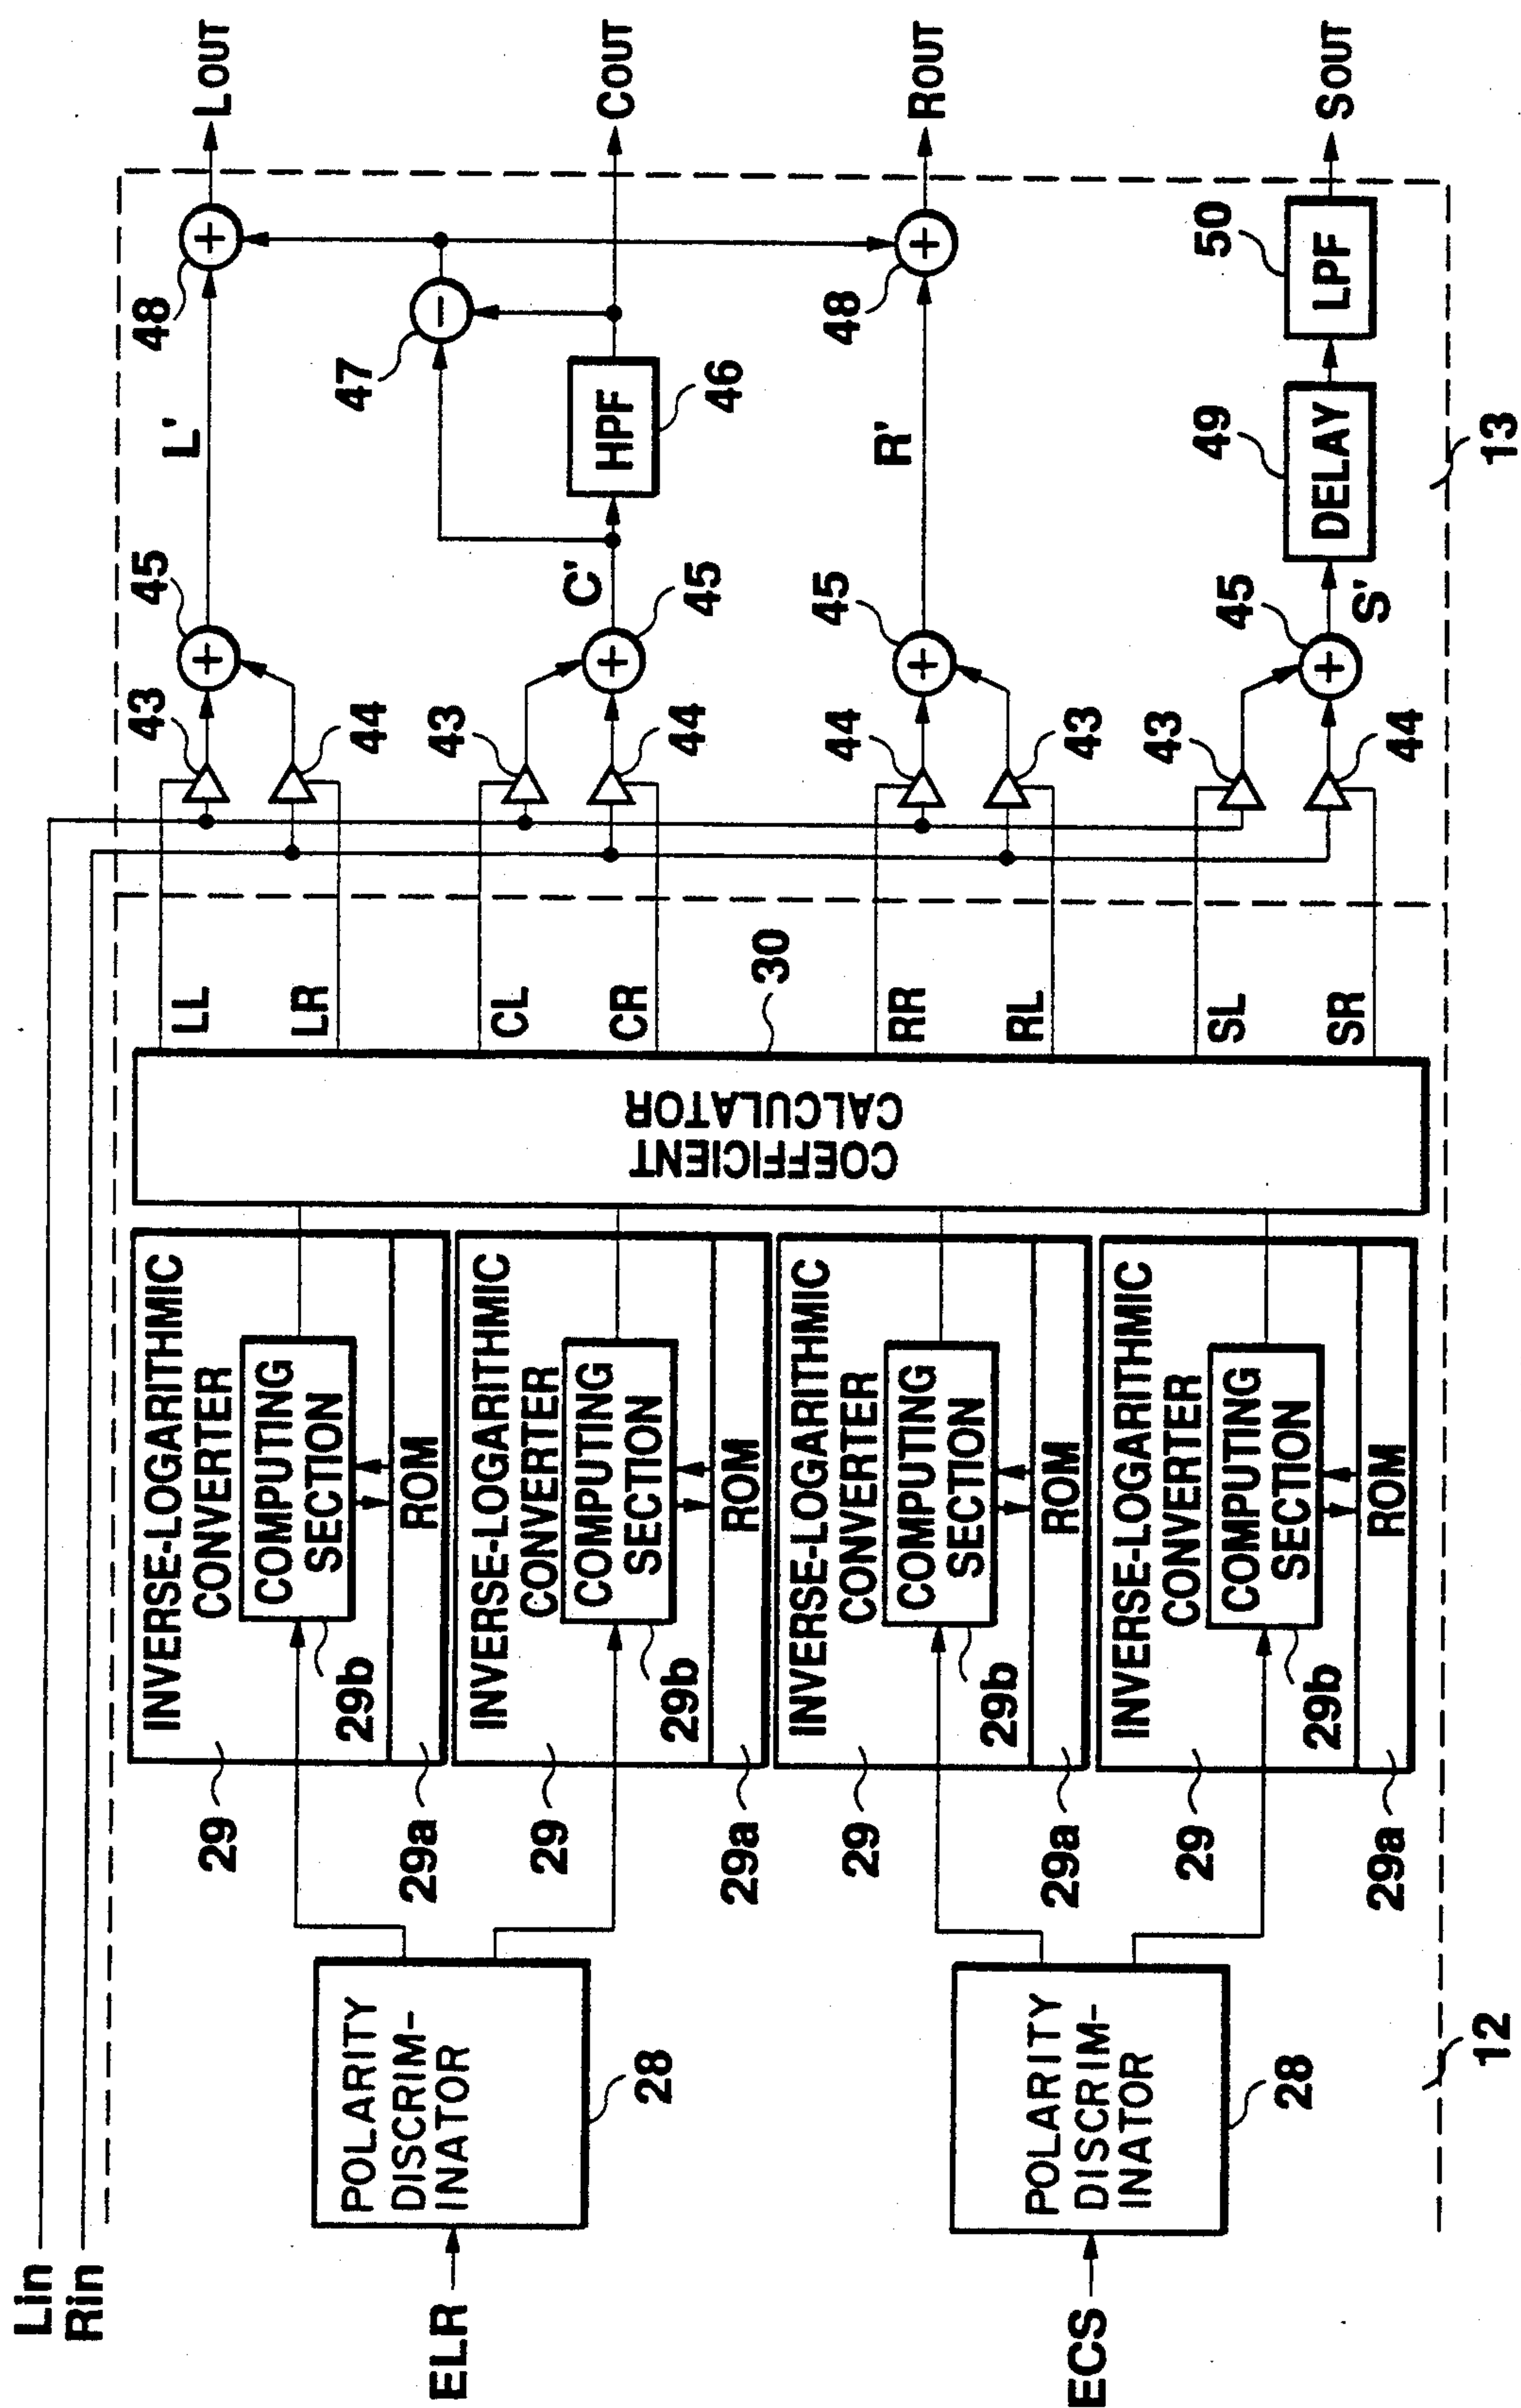 Lin
Rin
ELR
ECS
POLARITY
DISCRIM-
INATOR
28
POLARITY
DISCRIM-
INATOR
28
12
INVERSE-LOGARITHMIC
CONVERTER
COMPUTING
SECTION
ROM
29
29a
29b
INVERSE-LOGARITHMIC
CONVERTER
COMPUTING
SECTION
ROM
29
29a
29b
INVERSE-LOGARITHMIC
CONVERTER
COMPUTING
SECTION
ROM
29
29a
29b
INVERSE-LOGARITHMIC
CONVERTER
COMPUTING
SECTION
ROM
29
29a
29b
COEFFICIENT
CALCULATOR
30
LL
LR
CL
CR
RR
RL
SL
SR
43
44
45
43
44
45
44
43
45
43
44
45
L'
C'
R'
S'
HPF
46
47
−
DELAY
49
LPF
50
48
48
+
+
+
+
+
+
13
LOUT
COUT
ROUT
SOUT